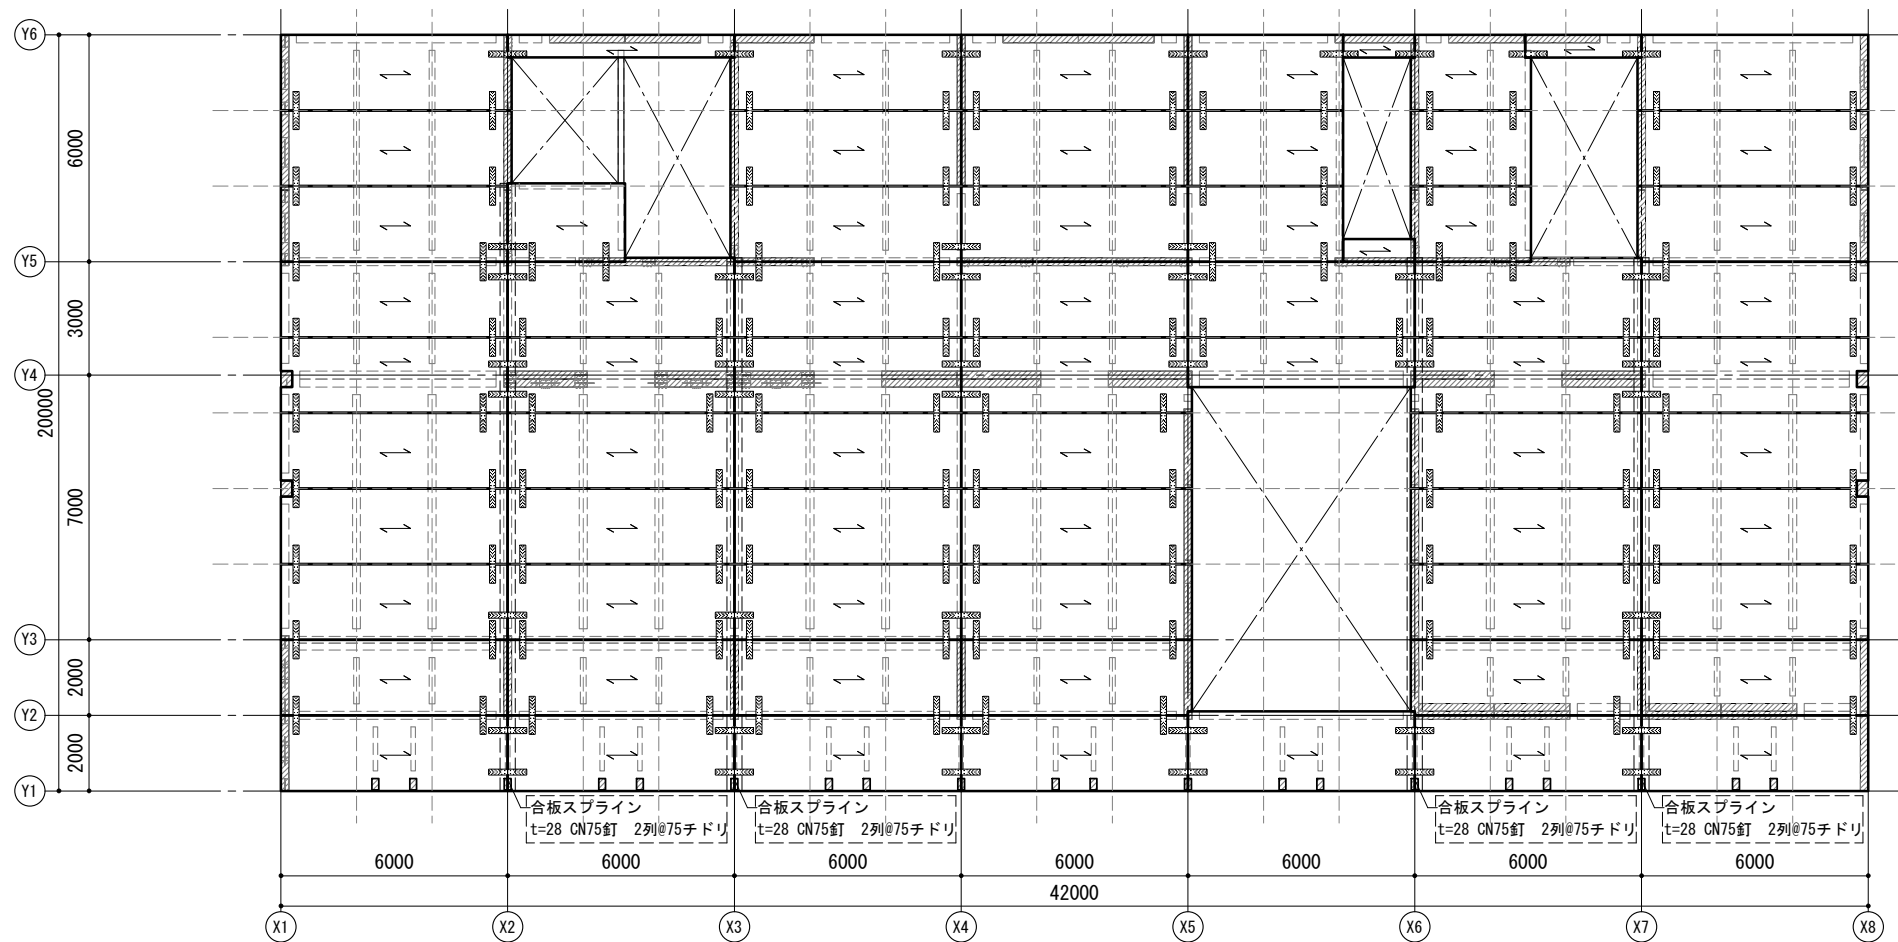 Y6
6000
Y5
3000
Y4
20000
7000
Y3
2000
Y2
2000
Y1
合板スプライン
t=28 CN75釘　2列@75チドリ
合板スプライン
t=28 CN75釘　2列@75チドリ
合板スプライン
t=28 CN75釘　2列@75チドリ
合板スプライン
t=28 CN75釘　2列@75チドリ
6000 6000 6000 6000 6000 6000 6000
42000
X1 X2 X3 X4 X5 X6 X7 X8